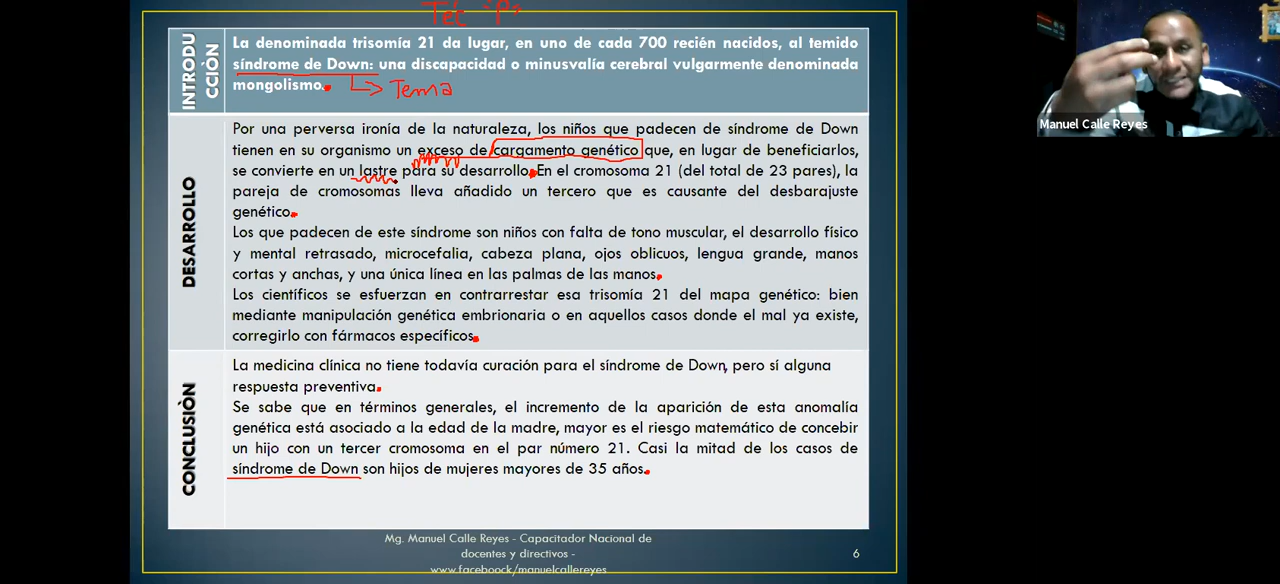 Tec
INTRODU
CCIÓN
La denominada trisomía 21 da lugar, en uno de cada 700 recién nacidos, al temido
síndrome de Down: una discapacidad o minusvalía cerebral vulgarmente denominada
mongolismo.
Tema
DESARROLLO
Por una perversa ironía de la naturaleza, los niños que padecen de síndrome de Down
tienen en su organismo un exceso de cargamento genético que, en lugar de beneficiarlos,
se convierte en un lastre para su desarrollo. En el cromosoma 21 (del total de 23 pares), la
pareja de cromosomas lleva añadido un tercero que es causante del desbarajuste
genético.
Los que padecen de este síndrome son niños con falta de tono muscular, el desarrollo físico
y mental retrasado, microcefalia, cabeza plana, ojos oblicuos, lengua grande, manos
cortas y anchas, y una única línea en las palmas de las manos.
Los científicos se esfuerzan en contrarrestar esa trisomía 21 del mapa genético: bien
mediante manipulación genética embrionaria o en aquellos casos donde el mal ya existe,
corregirlo con fármacos específicos.
CONCLUSIÒN
La medicina clínica no tiene todavía curación para el síndrome de Down, pero sí alguna
respuesta preventiva.
Se sabe que en términos generales, el incremento de la aparición de esta anomalía
genética está asociado a la edad de la madre, mayor es el riesgo matemático de concebir
un hijo con un tercer cromosoma en el par número 21. Casi la mitad de los casos de
síndrome de Down son hijos de mujeres mayores de 35 años.
Mg. Manuel Calle Reyes - Capacitador Nacional de
docentes y directivos -
www.faceboock/manuelcallereyes
6
Manuel Calle Reyes